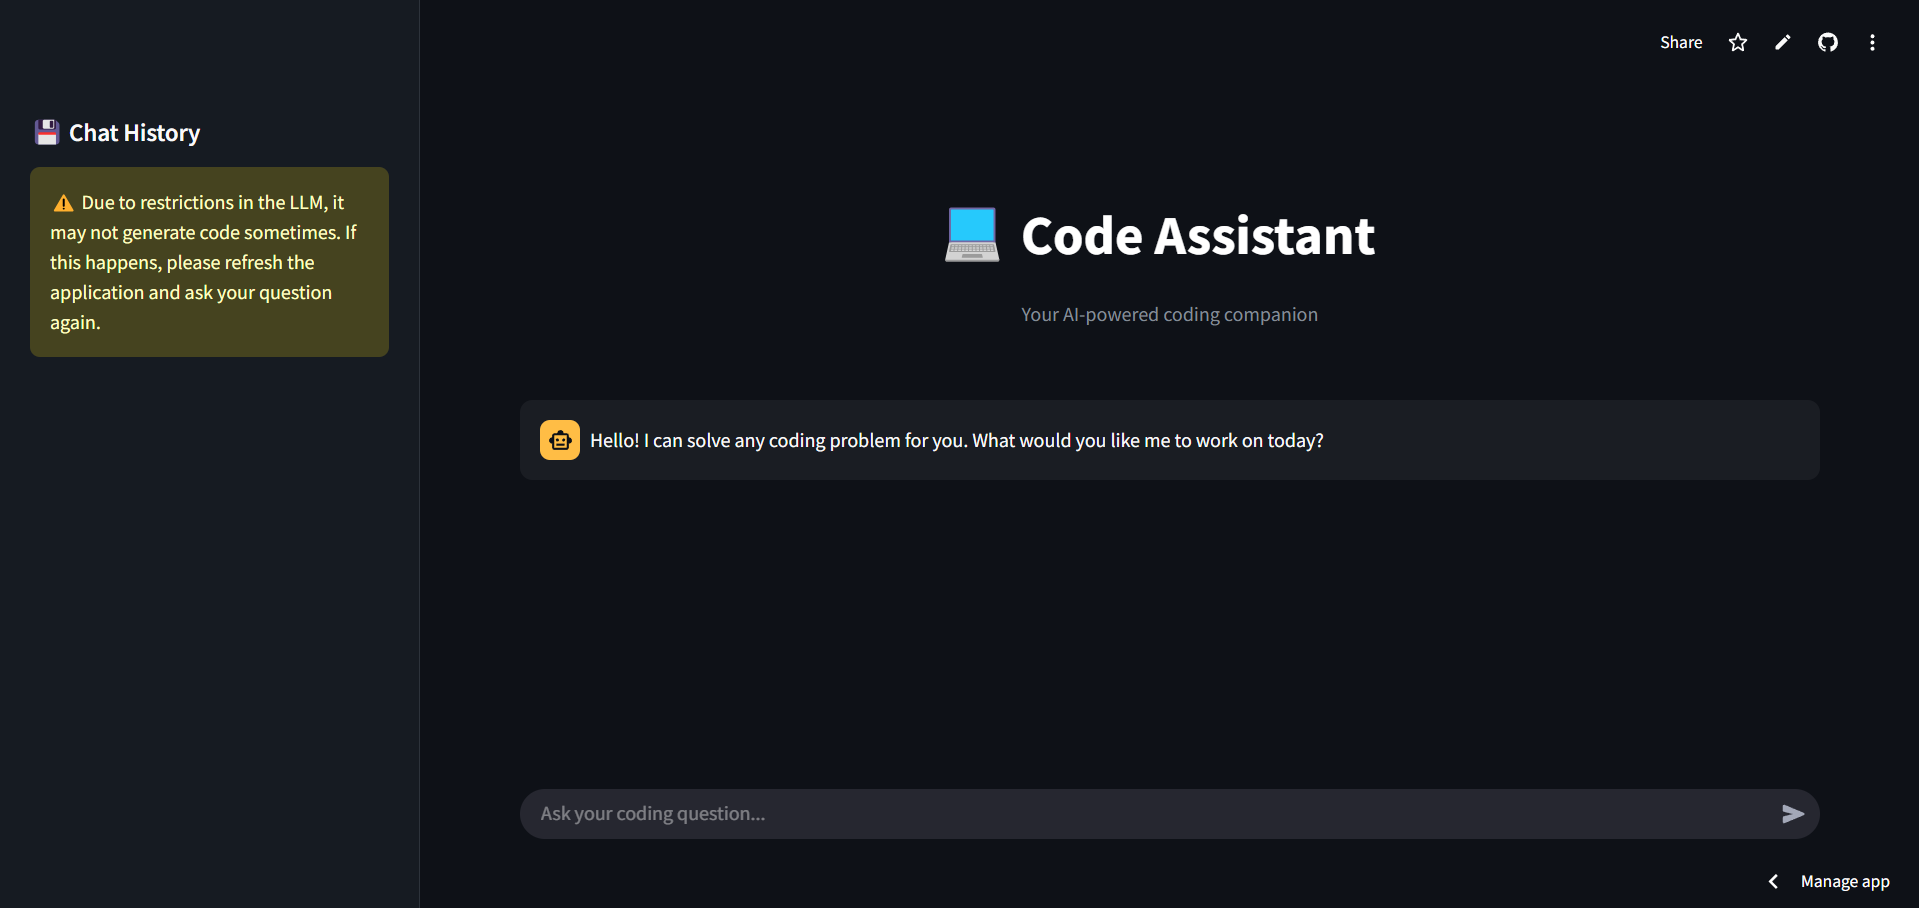 Share
Chat History
Due to restrictions in the LLM, it
may not generate code sometimes. If
this happens, please refresh the
application and ask your question
again.
Code Assistant
Your AI-powered coding companion
Hello! I can solve any coding problem for you. What would you like me to work on today?
Ask your coding question...
Manage app